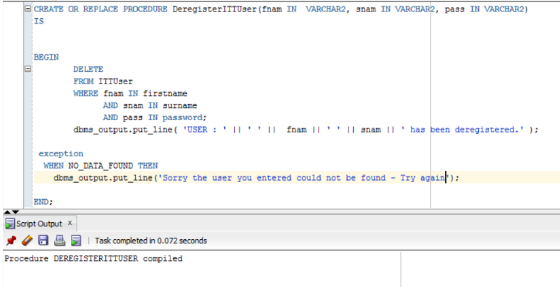 CREATE OR REPLACE PROCEDURE DeregisterITTUser(fnam IN VARCHAR2, snam IN VARCHAR2, pass IN VARCHAR2)
IS
BEGIN
DELETE
FROM ITTUser
WHERE fnam IN firstname
AND snam IN surname
AND pass IN password;
dbms_output.put_line( 'USER : ' || ' ' || fnam || ' ' || snam || ' has been deregistered.' );
exception
WHEN NO_DATA_FOUND THEN
dbms_output.put_line('Sorry the user you entered could not be found - Try again');
END;
Script Output ×
Task completed in 0.072 seconds
Procedure DEREGISTERITTUSER compiled